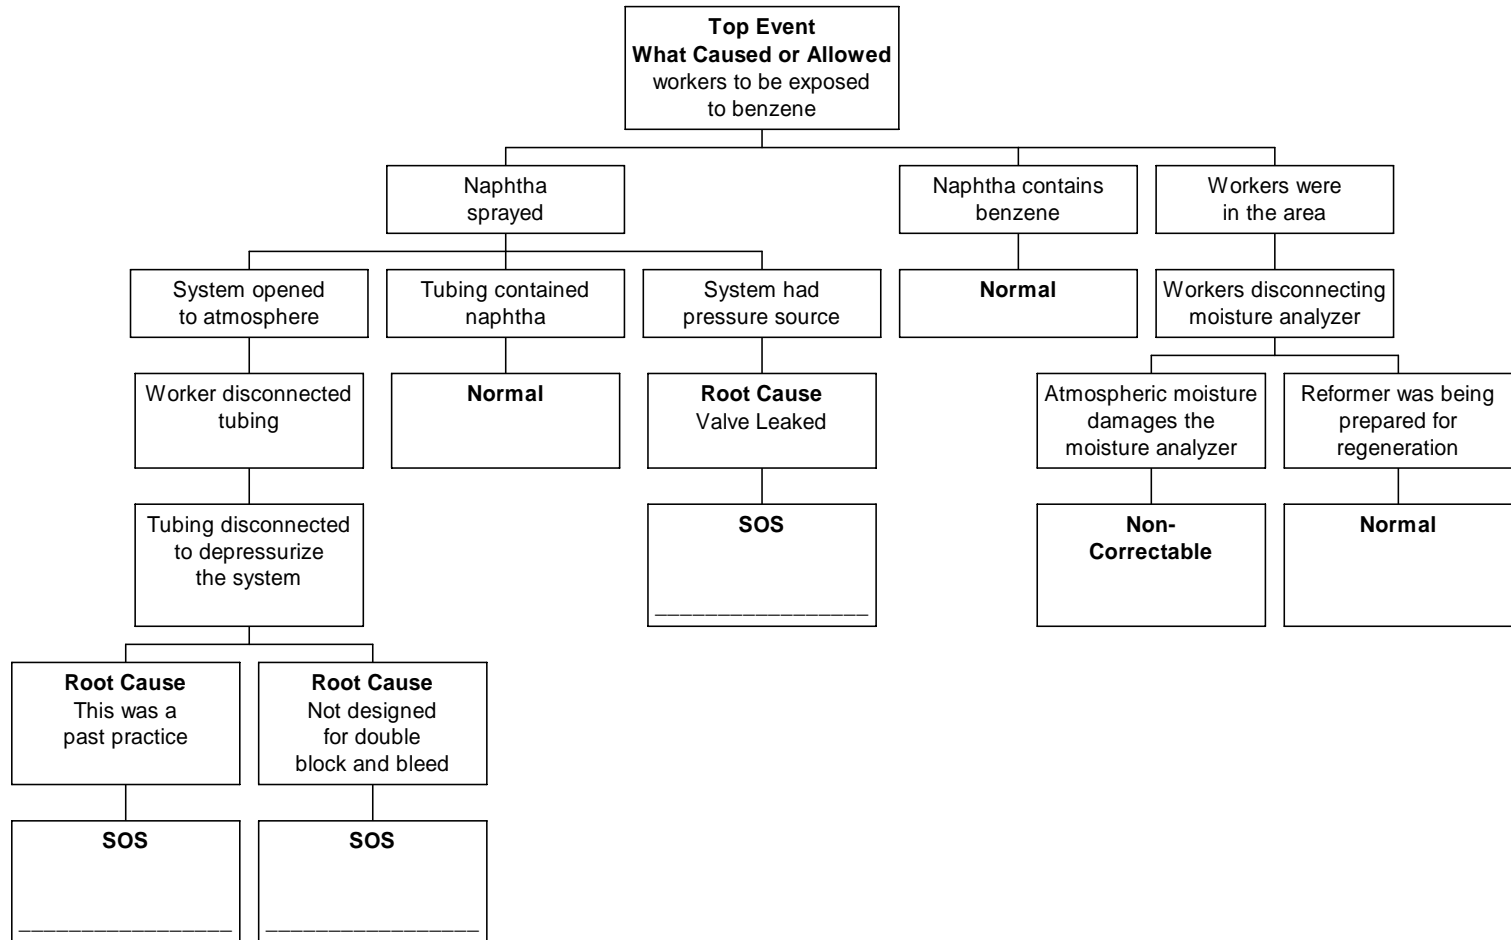 Top Event
What Caused or Allowed
workers to be exposed
to benzene
Naphtha
sprayed
Naphtha contains
benzene
Workers were
in the area
System opened
to atmosphere
Tubing contained
naphtha
System had
pressure source
Normal
Workers disconnecting
moisture analyzer
Worker disconnected
tubing
Normal
Root Cause
Valve Leaked
Atmospheric moisture
damages the
moisture analyzer
Reformer was being
prepared for
regeneration
Tubing disconnected
to depressurize
the system
SOS
_________________
Non-
Correctable
Normal
Root Cause
This was a
past practice
Root Cause
Not designed
for double
block and bleed
SOS
_________________
SOS
_________________